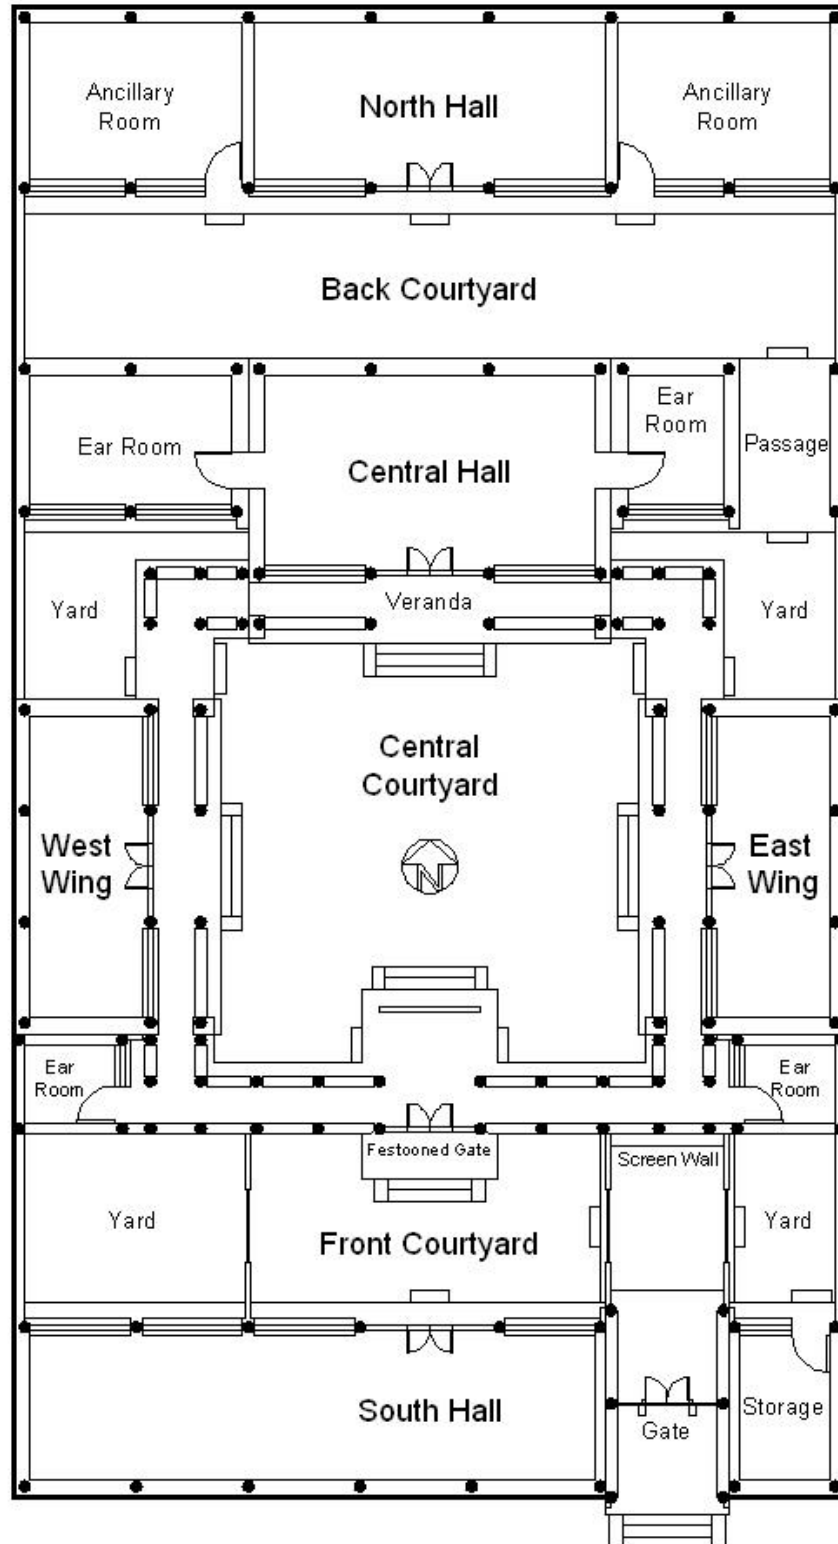 Ancillary
Room
North Hall
Ancillary
Room
Back Courtyard
Ear Room
Central Hall
Ear
Room
Passage
Yard
Veranda
Yard
Central
Courtyard
West
Wing
N
East
Wing
Ear
Room
Ear
Room
Festooned Gate
Screen Wall
Yard
Front Courtyard
Yard
South Hall
Gate
Storage